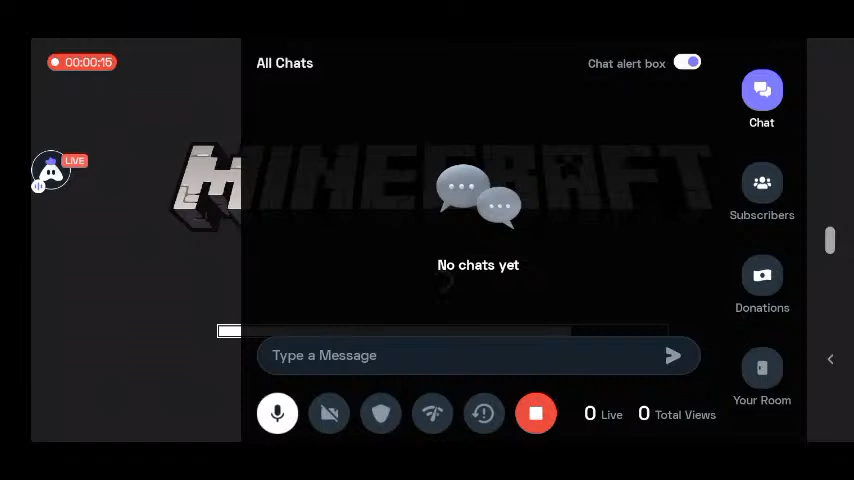 00:00:15
All Chats
Chat alert box
Chat
LIVE
MINECRAFT
Subscribers
No chats yet
Donations
Type a Message
Your Room
0 Live
0 Total Views